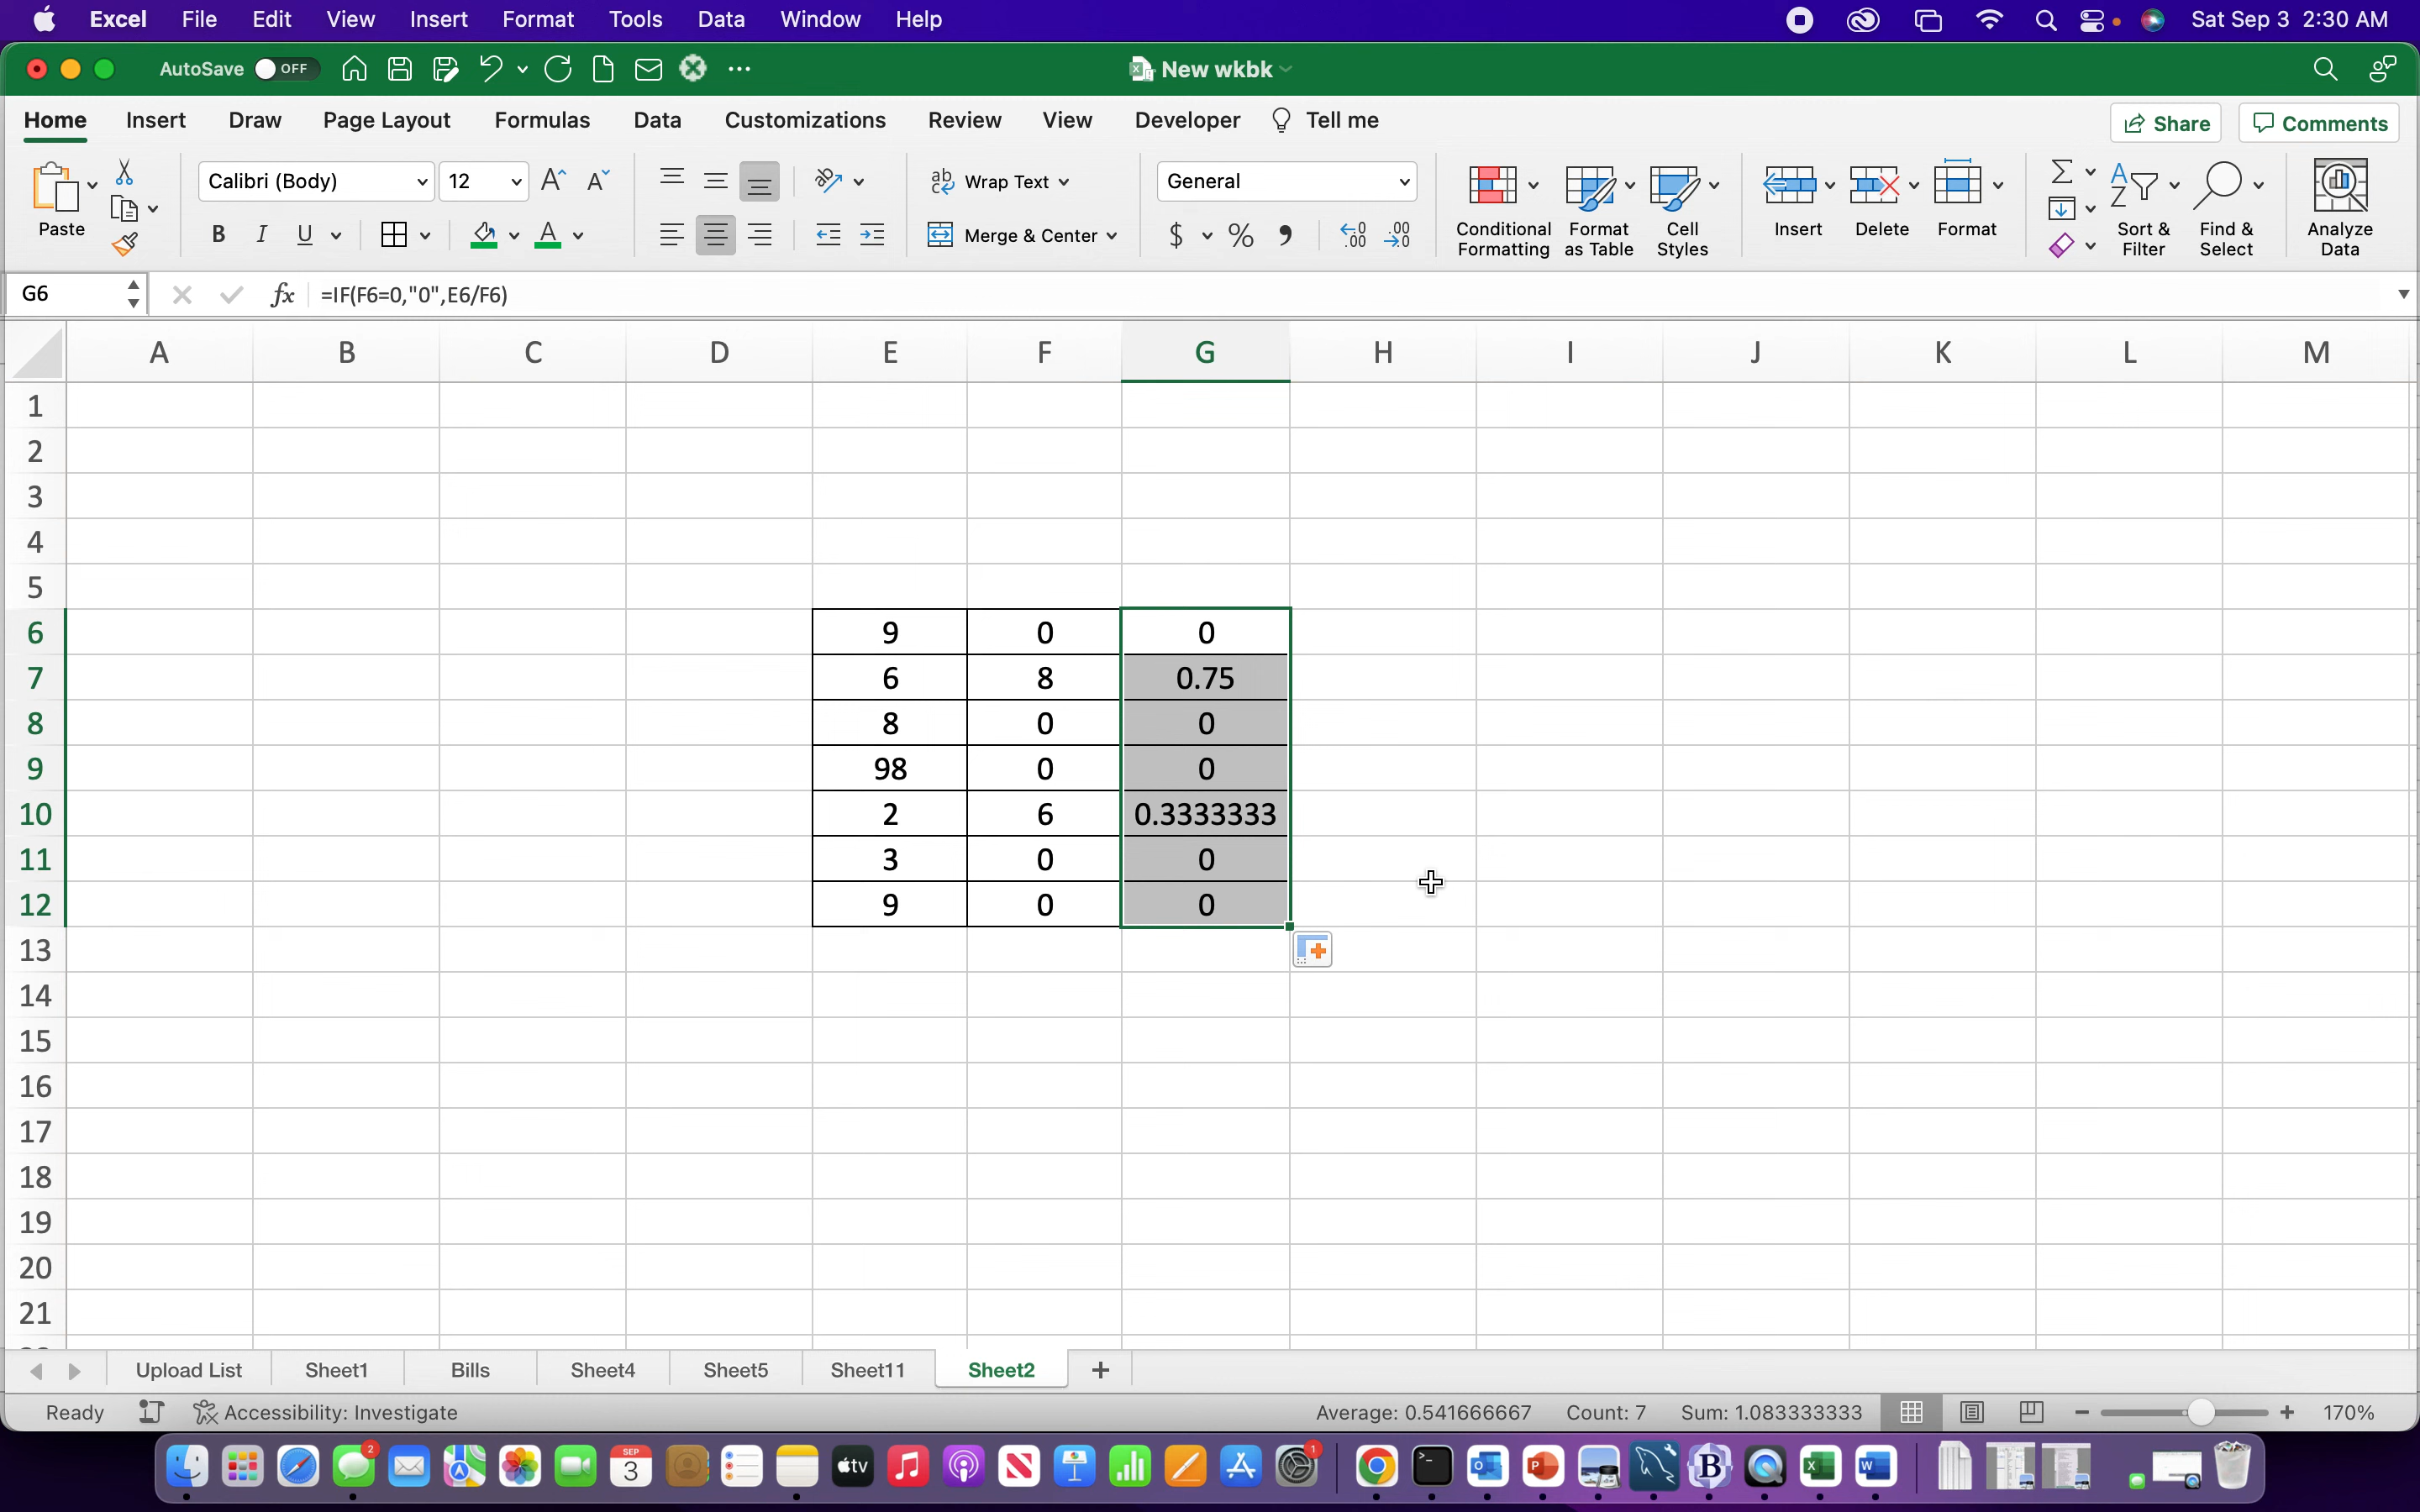 Excel File Edit View Insert Format Tools Data Window Help Sat Sep 3 2:30 AM
AutoSave OFF New wkbk
Home Insert Draw Page Layout Formulas Data Customizations Review View Developer Tell me Share Comments
Calibri (Body) 12 Wrap Text General
Paste B I U A Merge & Center $ % Conditional Formatting Format as Table Cell Styles Insert Delete Format Sort & Filter Find & Select Analyze Data
G6 fx =IF(F6=0,"0",E6/F6)
A B C D E F G H I J K L M
1
2
3
4
5
6 9 0 0
7 6 8 0.75
8 8 0 0
9 98 0 0
10 2 6 0.3333333
11 3 0 0
12 9 0 0
13
14
15
16
17
18
19
20
21
Upload List Sheet1 Bills Sheet4 Sheet5 Sheet11 Sheet2 +
Ready Accessibility: Investigate Average: 0.541666667 Count: 7 Sum: 1.083333333 170%
2 SEP 3 tv 1 B